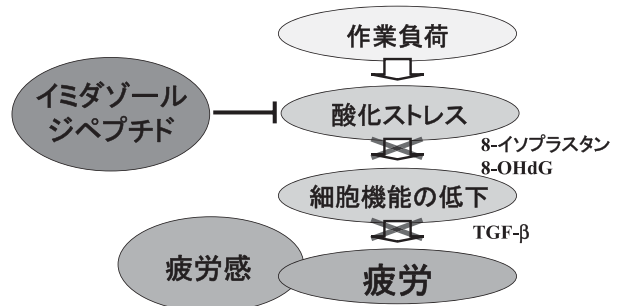 作業負荷
イミダゾール
ジペプチド
酸化ストレス
8-イソプラスタン
8-OHdG
細胞機能の低下
TGF-β
疲労感
疲労